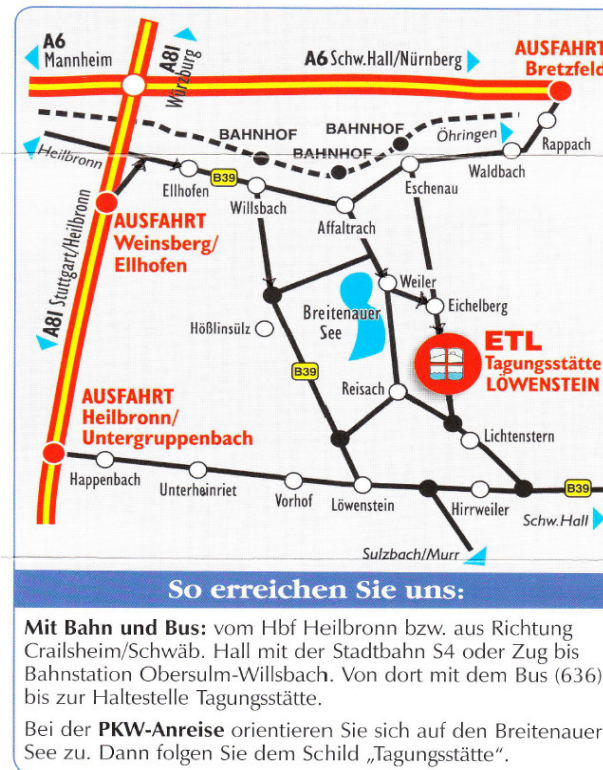 A6
Mannheim
A81
Würzburg
A6 Schw.Hall/Nürnberg
AUSFAHRT
Bretzfeld
BAHNHOF
BAHNHOF
BAHNHOF
Öhringen
Rappach
Heilbronn
Ellhofen
B39
Willsbach
Waldbach
Eschenau
Affaltrach
AUSFAHRT
Weinsberg/
Ellhofen
A81 Stuttgart/Heilbronn
Weiler
Breitenauer
See
Eichelberg
Hößlinsülz
B39
ETL
Tagungsstätte
LÖWENSTEIN
AUSFAHRT
Heilbronn/
Untergruppenbach
Reisach
Lichtenstern
Happenbach
Unterheinriet
Vorhof
Löwenstein
Hirrweiler
B39
Schw.Hall
Sulzbach/Murr
So erreichen Sie uns:
Mit Bahn und Bus: vom Hbf Heilbronn bzw. aus Richtung
Crailsheim/Schwäb. Hall mit der Stadtbahn S4 oder Zug bis
Bahnstation Obersulm-Willsbach. Von dort mit dem Bus (636)
bis zur Haltestelle Tagungsstätte.
Bei der PKW-Anreise orientieren Sie sich auf den Breitenauer
See zu. Dann folgen Sie dem Schild „Tagungsstätte“.